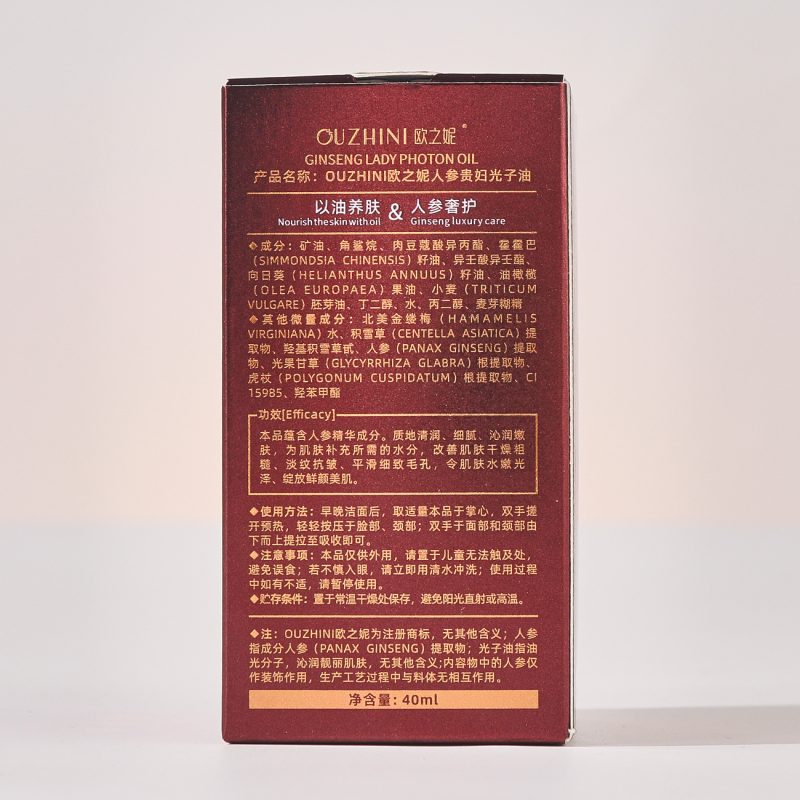 OUZHINI 欧之妮®
GINSENG LADY PHOTON OIL
产品名称：OUZHINI欧之妮人参贵妇光子油
以油养肤 & 人参奢护
Nourish the skin with oil Ginseng luxury care
◆成分：矿油、角鲨烷、肉豆蔻酸异丙酯、霍霍巴
（SIMMONDSIA CHINENSIS）籽油、异壬酸异壬酯、
向日葵（HELIANTHUS ANNUUS）籽油、油橄榄
（OLEA EUROPAEA）果油、小麦（TRITICUM
VULGARE）胚芽油、丁二醇、水、丙二醇、麦芽糊精
◆其他微量成分：北美金缕梅（HAMAMELIS
VIRGINIANA）水、积雪草（CENTELLA ASIATICA）提
取物、羟基积雪草甙、人参（PANAX GINSENG）提取
物、光果甘草（GLYCYRRHIZA GLABRA）根提取物、
虎杖（POLYGONUM CUSPIDATUM）根提取物、CI
15985、羟苯甲酯
功效[Efficacy]
本品蕴含人参精华成分。质地清润、细腻、沁润嫩
肤，为肌肤补充所需的水分，改善肌肤干燥粗
糙、淡纹抗皱、平滑细致毛孔，令肌肤水嫩光
泽、绽放鲜颜美肌。
◆使用方法：早晚洁面后，取适量本品于掌心，双手搓
开预热，轻轻按压于脸部、颈部；双手于面部和颈部由
下而上提拉至吸收即可。
◆注意事项：本品仅供外用，请置于儿童无法触及处，
避免误食；若不慎入眼，请立即用清水冲洗；使用过程
中如有不适，请暂停使用。
◆贮存条件：置于常温干燥处保存，避免阳光直射或高温。
◆注：OUZHINI欧之妮为注册商标，无其他含义；人参
指成分人参（PANAX GINSENG）提取物；光子油指油
光分子，沁润靓丽肌肤，无其他含义;内容物中的人参仅
作装饰作用，生产工艺过程中与料体无相互作用。
净含量：40ml